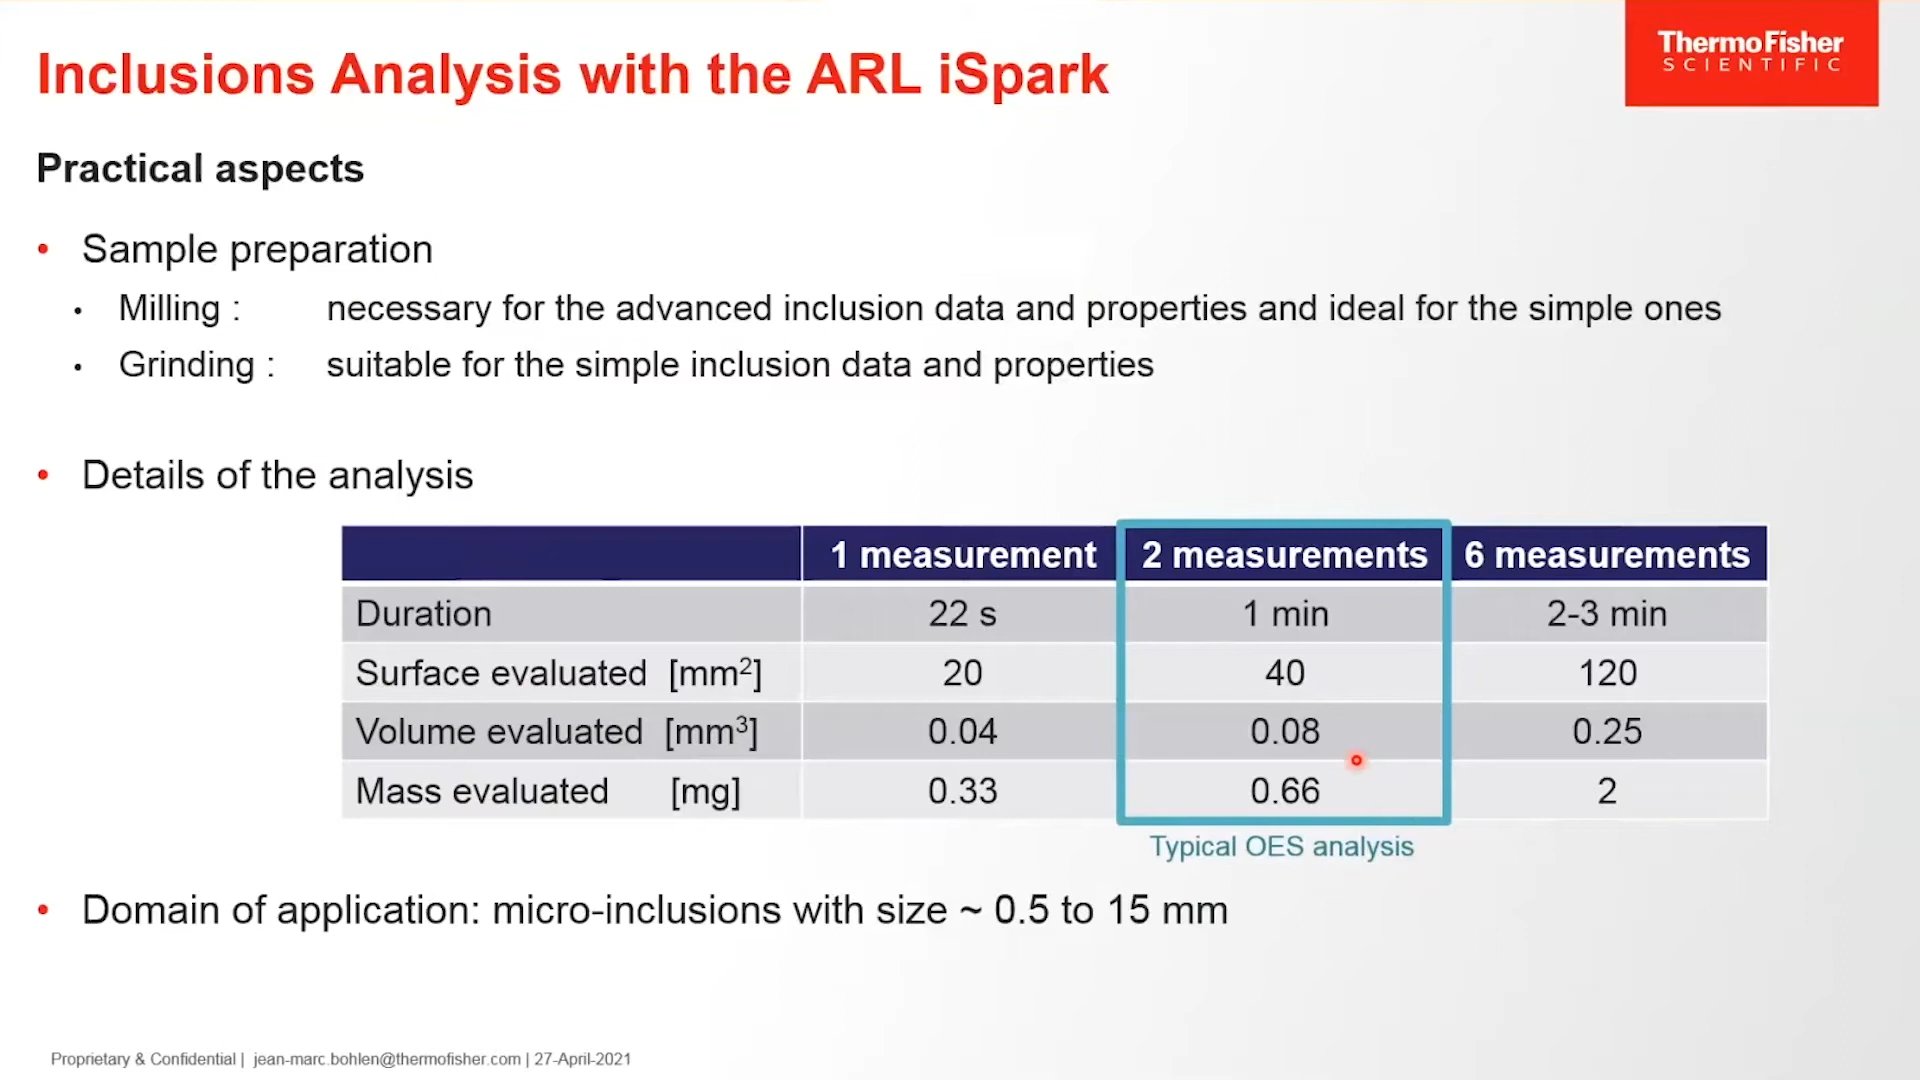 Inclusions Analysis with the ARL iSpark
ThermoFisher
SCIENTIFIC
Practical aspects
• Sample preparation
• Milling : necessary for the advanced inclusion data and properties and ideal for the simple ones
• Grinding : suitable for the simple inclusion data and properties
• Details of the analysis
1 measurement 2 measurements 6 measurements
Duration 22 s 1 min 2-3 min
Surface evaluated [mm²] 20 40 120
Volume evaluated [mm³] 0.04 0.08 0.25
Mass evaluated [mg] 0.33 0.66 2
Typical OES analysis
• Domain of application: micro-inclusions with size ~ 0.5 to 15 mm
Proprietary & Confidential | jean-marc.bohlen@thermofisher.com | 27-April-2021